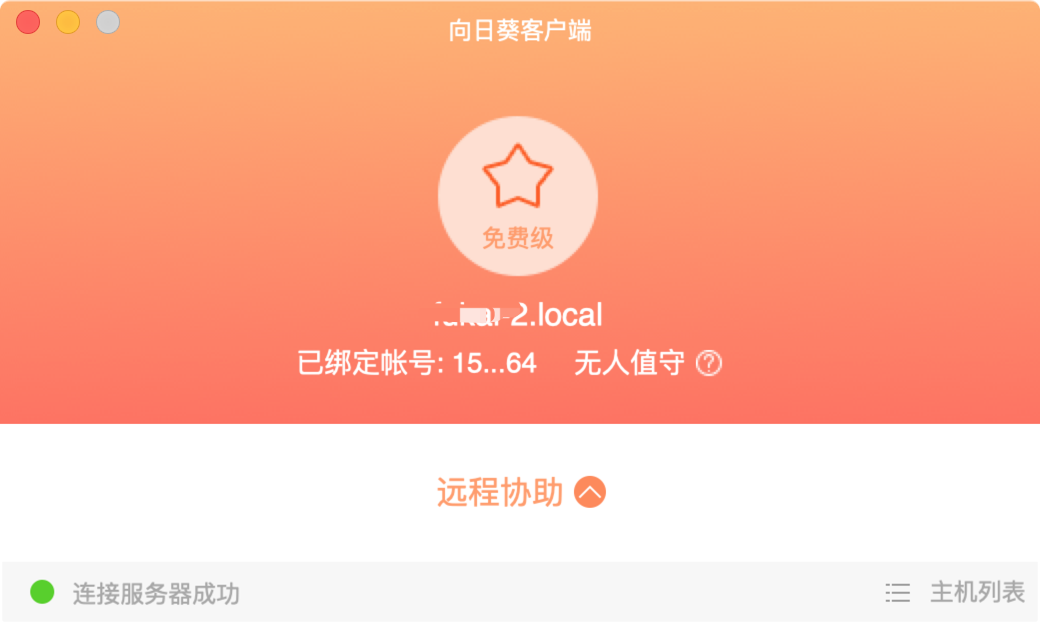 向日葵客户端
免费级
-2.local
已绑定帐号: 15...64 无人值守 ?
远程协助
连接服务器成功
主机列表